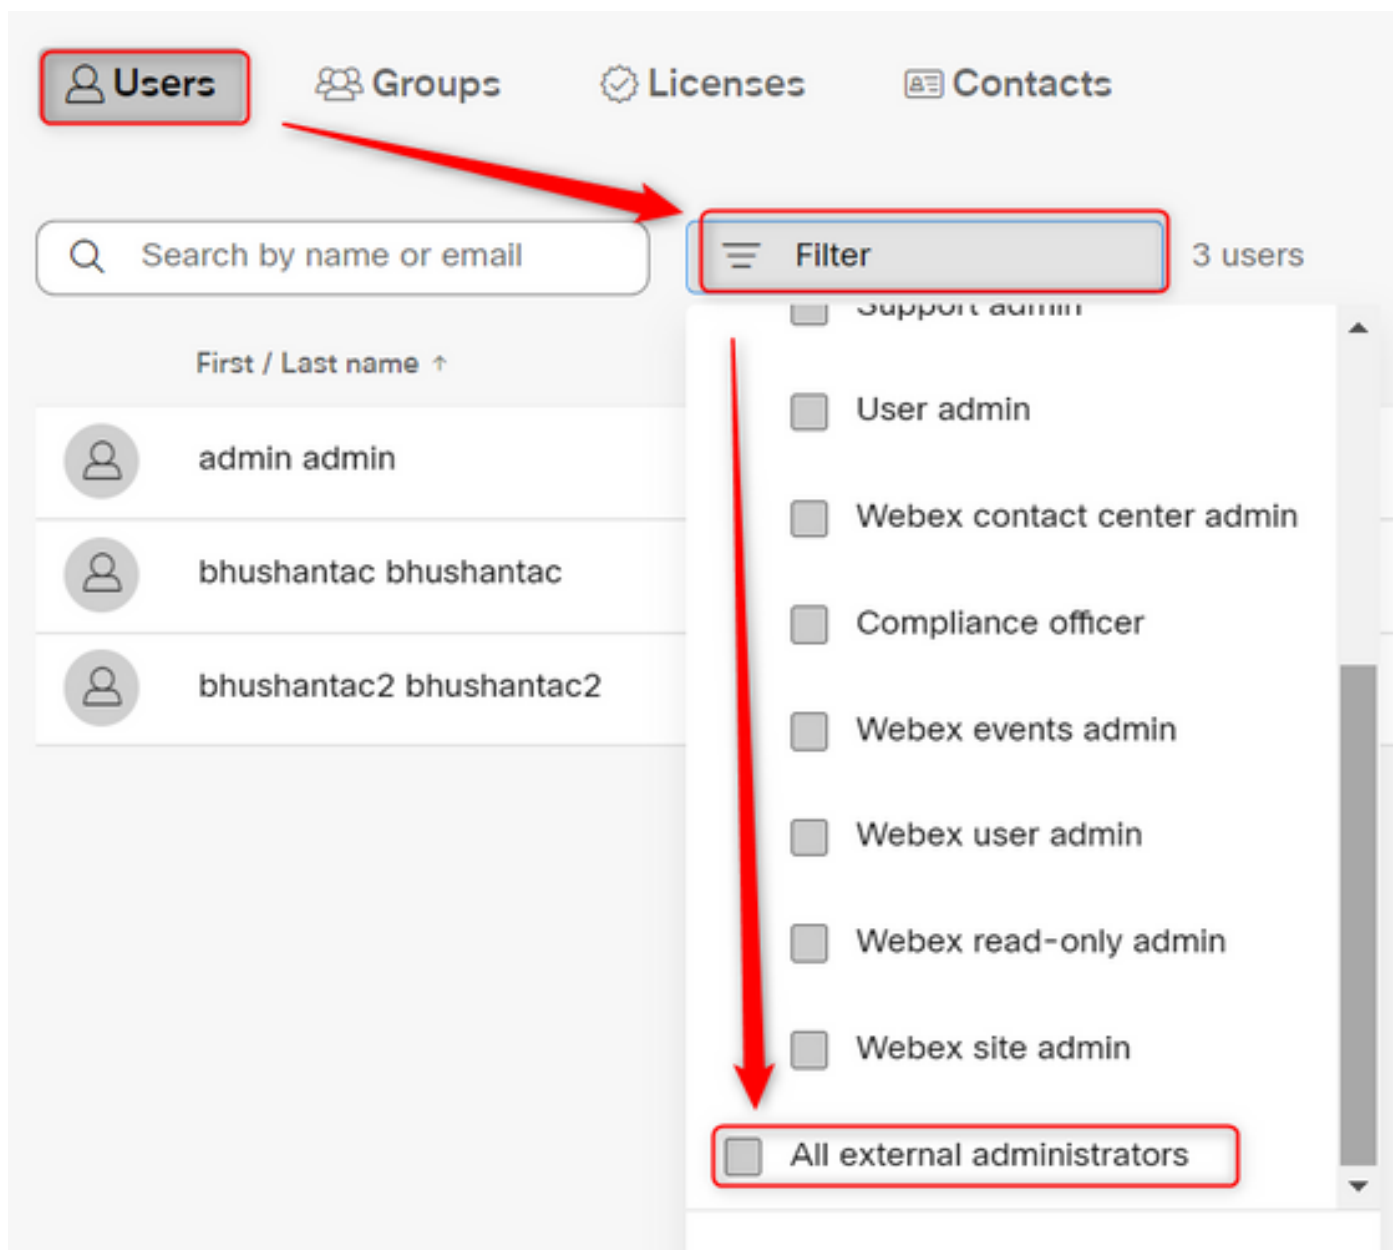 Users Groups Licenses Contacts
Search by name or email Filter 3 users
First / Last name ↑
admin admin
bhushantac bhushantac
bhushantac2 bhushantac2
Support admin
User admin
Webex contact center admin
Compliance officer
Webex events admin
Webex user admin
Webex read-only admin
Webex site admin
All external administrators